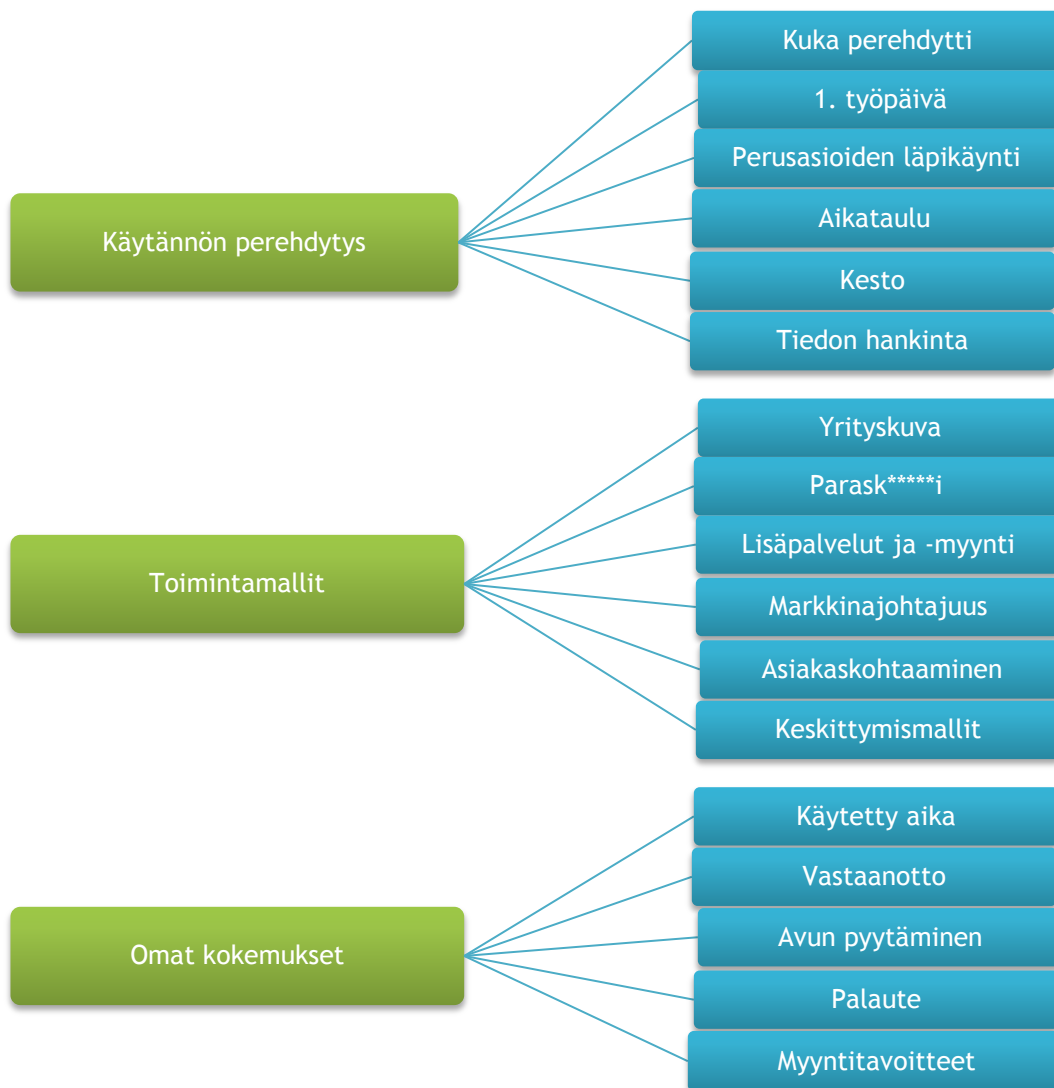 Käytännön perehdytys
Kuka perehdytti
1. työpäivä
Perusasioiden läpikäynti
Aikataulu
Kesto
Tiedon hankinta
Toimintamallit
Yrityskuva
Parask*****i
Lisäpalvelut ja -myynti
Markkinajohtajuus
Asiakaskohtaaminen
Keskittymismallit
Omat kokemukset
Käytetty aika
Vastaanotto
Avun pyytäminen
Palaute
Myyntitavoitteet